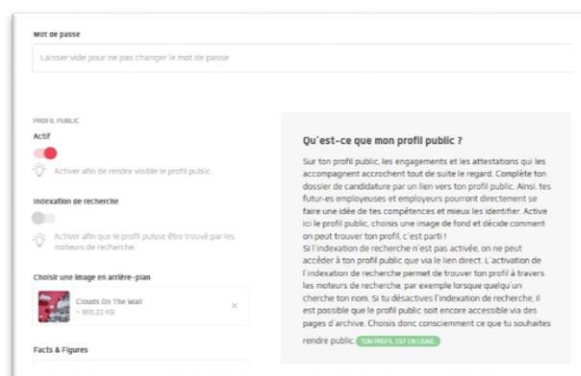 Mot de passe
Laisser vide pour ne pas changer le mot de passe
PROFIL PUBLIC
Actif
Activer afin de rendre visible le profil public.
Indexation de recherche
Activer afin que le profil puisse être trouvé par les
moteurs de recherche.
Choisir une image en arrière-plan
Clouds On The Wall
Facts & Figures
Qu'est-ce que mon profil public ?
Sur ton profil public, les engagements et les attestations qui les
accompagnent accrochent tout de suite le regard. Complète ton
dossier de candidature par un lien vers ton profil public. Ainsi, tes
futur-es employeuses et employeurs pourront directement se
faire une idée de tes compétences et mieux les identifier. Active
ici le profil public, choisis une image de fond et décide comment
on peut trouver ton profil, c'est parti !
Si l'indexation de recherche n'est pas activée, on ne peut
accéder à ton profil public que via le lien direct. L'activation de
l'indexation de recherche permet de trouver ton profil à travers
les moteurs de recherche, par exemple lorsque quelqu'un
cherche ton nom. Si tu désactives l'indexation de recherche, il
est possible que le profil public soit encore accessible via des
pages d'archive. Choisis donc consciemment ce que tu souhaites
rendre public. TON PROFIL EST EN LIGNE